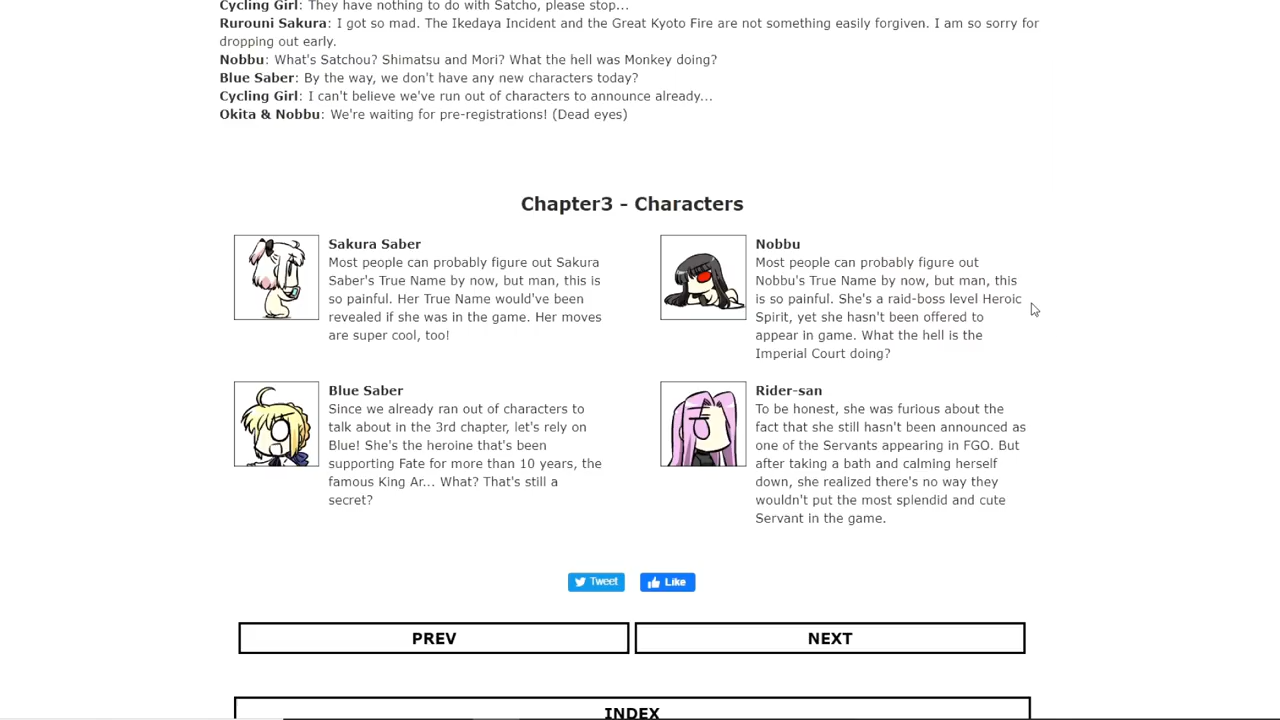 Cycling Girl: They have nothing to do with Satcho, please stop...
Rurouni Sakura: I got so mad. The Ikedaya Incident and the Great Kyoto Fire are not something easily forgiven. I am so sorry for
dropping out early.
Nobbu: What's Satchou? Shimatsu and Mori? What the hell was Monkey doing?
Blue Saber: By the way, we don't have any new characters today?
Cycling Girl: I can't believe we've run out of characters to announce already...
Okita & Nobbu: We're waiting for pre-registrations! (Dead eyes)
Chapter3 - Characters
Sakura Saber
Most people can probably figure out Sakura
Saber's True Name by now, but man, this is
so painful. Her True Name would've been
revealed if she was in the game. Her moves
are super cool, too!
Nobbu
Most people can probably figure out
Nobbu's True Name by now, but man, this
is so painful. She's a raid-boss level Heroic
Spirit, yet she hasn't been offered to
appear in game. What the hell is the
Imperial Court doing?
Blue Saber
Since we already ran out of characters to
talk about in the 3rd chapter, let's rely on
Blue! She's the heroine that's been
supporting Fate for more than 10 years, the
famous King Ar... What? That's still a
secret?
Rider-san
To be honest, she was furious about the
fact that she still hasn't been announced as
one of the Servants appearing in FGO. But
after taking a bath and calming herself
down, she realized there's no way they
wouldn't put the most splendid and cute
Servant in the game.
Tweet
Like
PREV
NEXT
INDEX